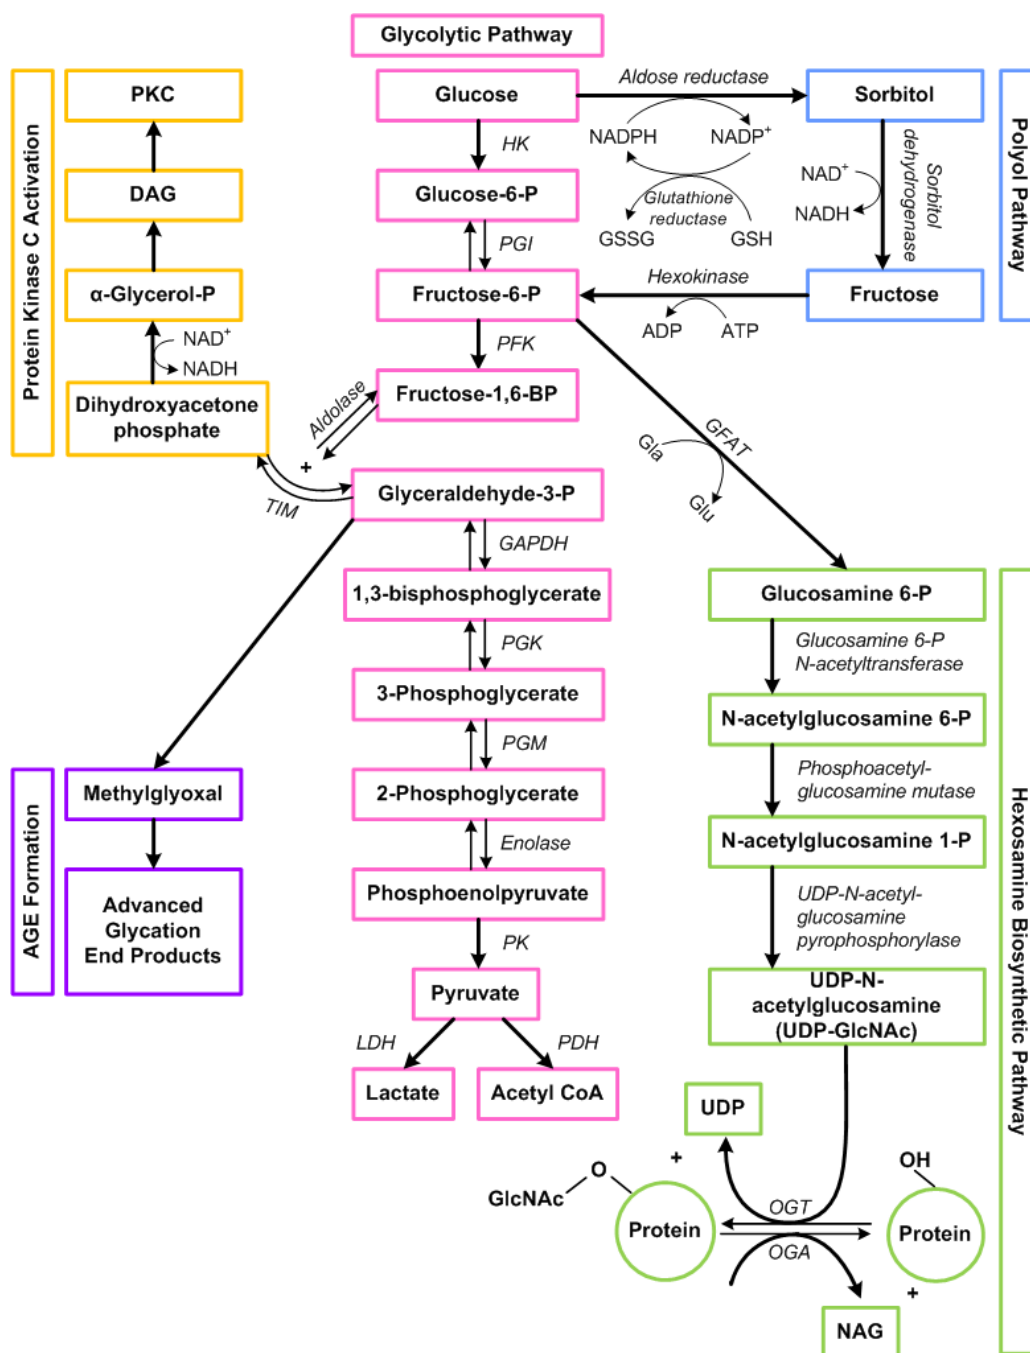 Glycolytic Pathway
Protein Kinase C Activation
PKC
DAG
α-Glycerol-P
NAD+
NADH
Dihydroxyacetone
phosphate
Glucose
HK
Glucose-6-P
PGI
Fructose-6-P
PFK
Fructose-1,6-BP
Aldolase
+
TIM
Glyceraldehyde-3-P
GAPDH
1,3-bisphosphoglycerate
PGK
3-Phosphoglycerate
PGM
2-Phosphoglycerate
Enolase
Phosphoenolpyruvate
PK
Pyruvate
LDH
PDH
Lactate
Acetyl CoA
Aldose reductase
NADPH
NADP+
Glutathione
reductase
GSSG
GSH
Sorbitol
NAD+
NADH
Sorbitol
dehydrogenase
Hexokinase
Fructose
ADP
ATP
Polyol Pathway
GFAT
Gla
Glu
AGE Formation
Methylglyoxal
Advanced
Glycation
End Products
Hexosamine Biosynthetic Pathway
Glucosamine 6-P
Glucosamine 6-P
N-acetyltransferase
N-acetylglucosamine 6-P
Phosphoacetyl-
glucosamine mutase
N-acetylglucosamine 1-P
UDP-N-acetyl-
glucosamine
pyrophosphorylase
UDP-N-
acetylglucosamine
(UDP-GlcNAc)
UDP
+
GlcNAc
O
Protein
OGT
OGA
OH
Protein
+
NAG